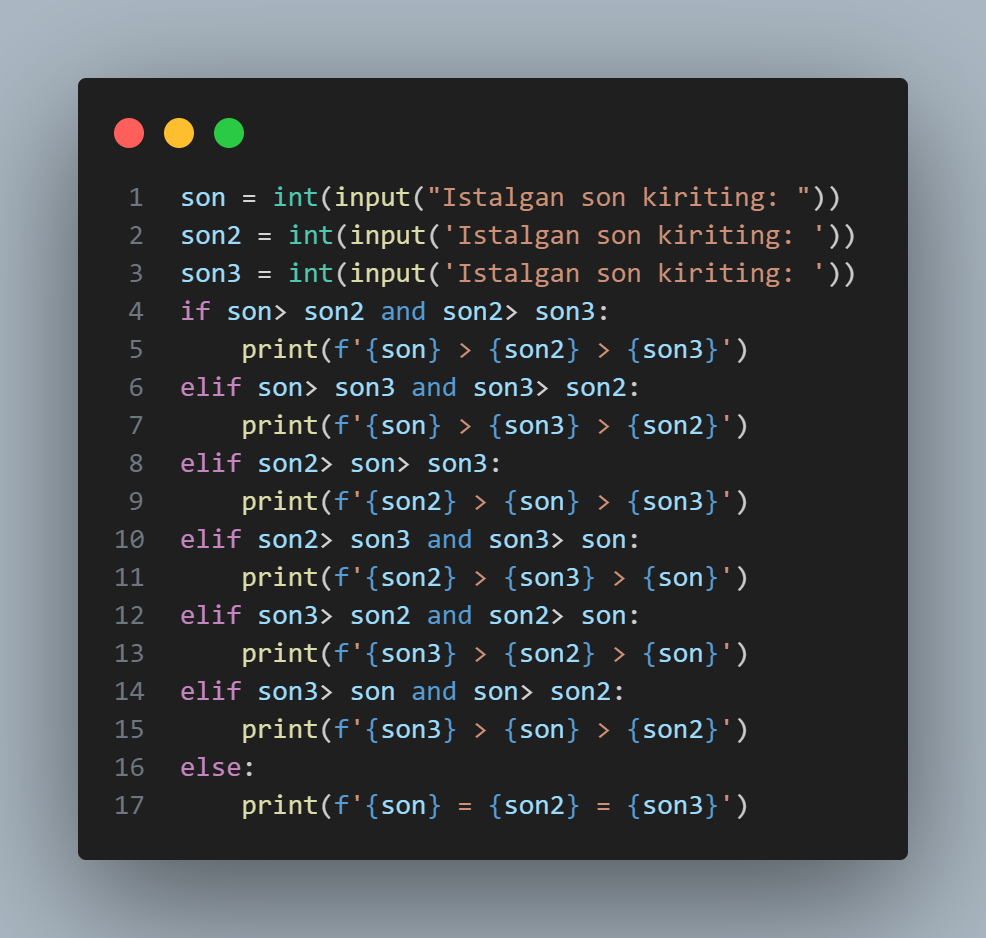 1 son = int(input("Istalgan son kiriting: "))
2 son2 = int(input('Istalgan son kiriting: '))
3 son3 = int(input('Istalgan son kiriting: '))
4 if son> son2 and son2> son3:
5     print(f'{son} > {son2} > {son3}')
6 elif son> son3 and son3> son2:
7     print(f'{son} > {son3} > {son2}')
8 elif son2> son> son3:
9     print(f'{son2} > {son} > {son3}')
10 elif son2> son3 and son3> son:
11     print(f'{son2} > {son3} > {son}')
12 elif son3> son2 and son2> son:
13     print(f'{son3} > {son2} > {son}')
14 elif son3> son and son> son2:
15     print(f'{son3} > {son} > {son2}')
16 else:
17     print(f'{son} = {son2} = {son3}')